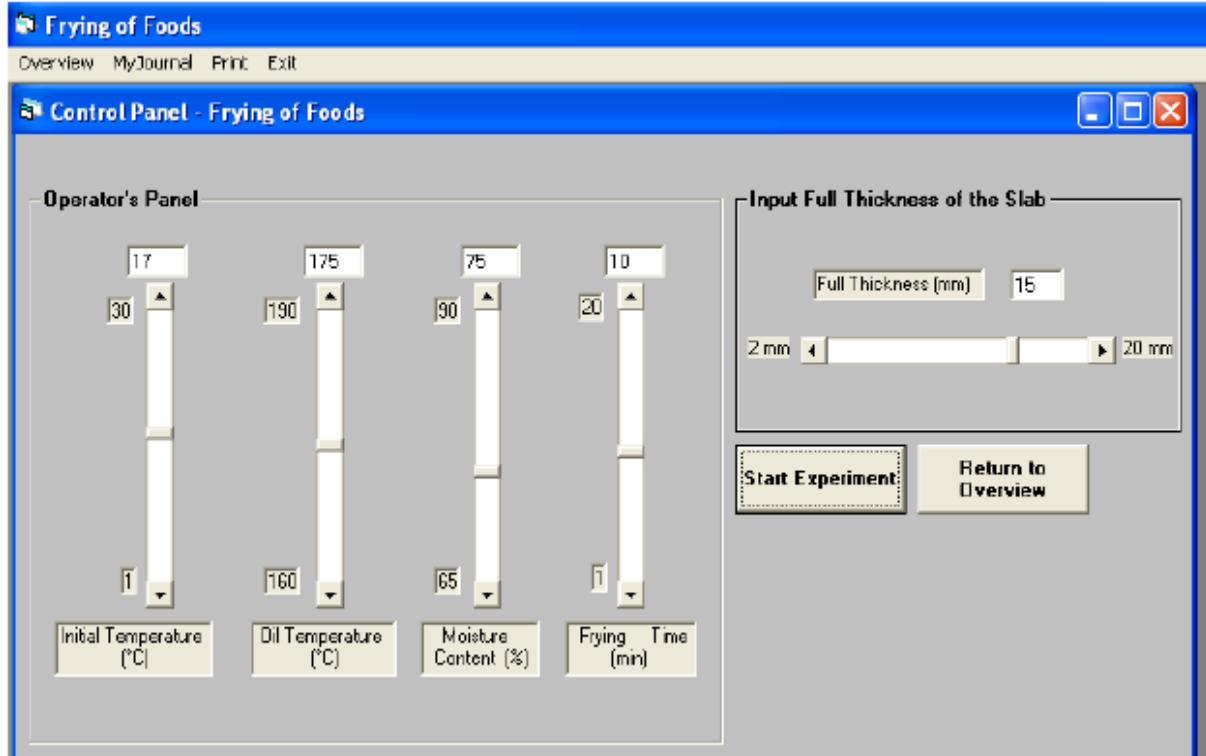 Frying of Foods
Overview MyJournal Print Exit
Control Panel - Frying of Foods
Operator's Panel
17 175 75 10
30 190 90 20
1 160 65 1
Initial Temperature (°C)
Oil Temperature (°C)
Moisture Content (%)
Frying Time (min)
Input Full Thickness of the Slab
Full Thickness (mm) 15
2 mm 20 mm
Start Experiment
Return to Overview